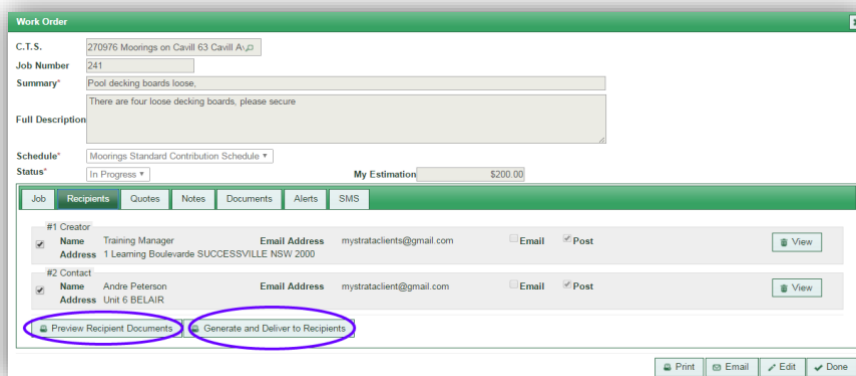 Work Order
C.T.S. 270976 Moorings on Cavill 63 Cavill A
Job Number 241
Summary* Pool decking boards loose,
Full Description There are four loose decking boards, please secure
Schedule* Moorings Standard Contribution Schedule
Status* In Progress My Estimation $200.00
Job Recipients Quotes Notes Documents Alerts SMS
#1 Creator
Name Training Manager Email Address mystrataclients@gmail.com Email Post View
Address 1 Learning Boulevarde SUCCESSVILLE NSW 2000
#2 Contact
Name Andre Peterson Email Address mystrataclient@gmail.com Email Post View
Address Unit 6 BELAIR
Preview Recipient Documents Generate and Deliver to Recipients
Print Email Edit Done